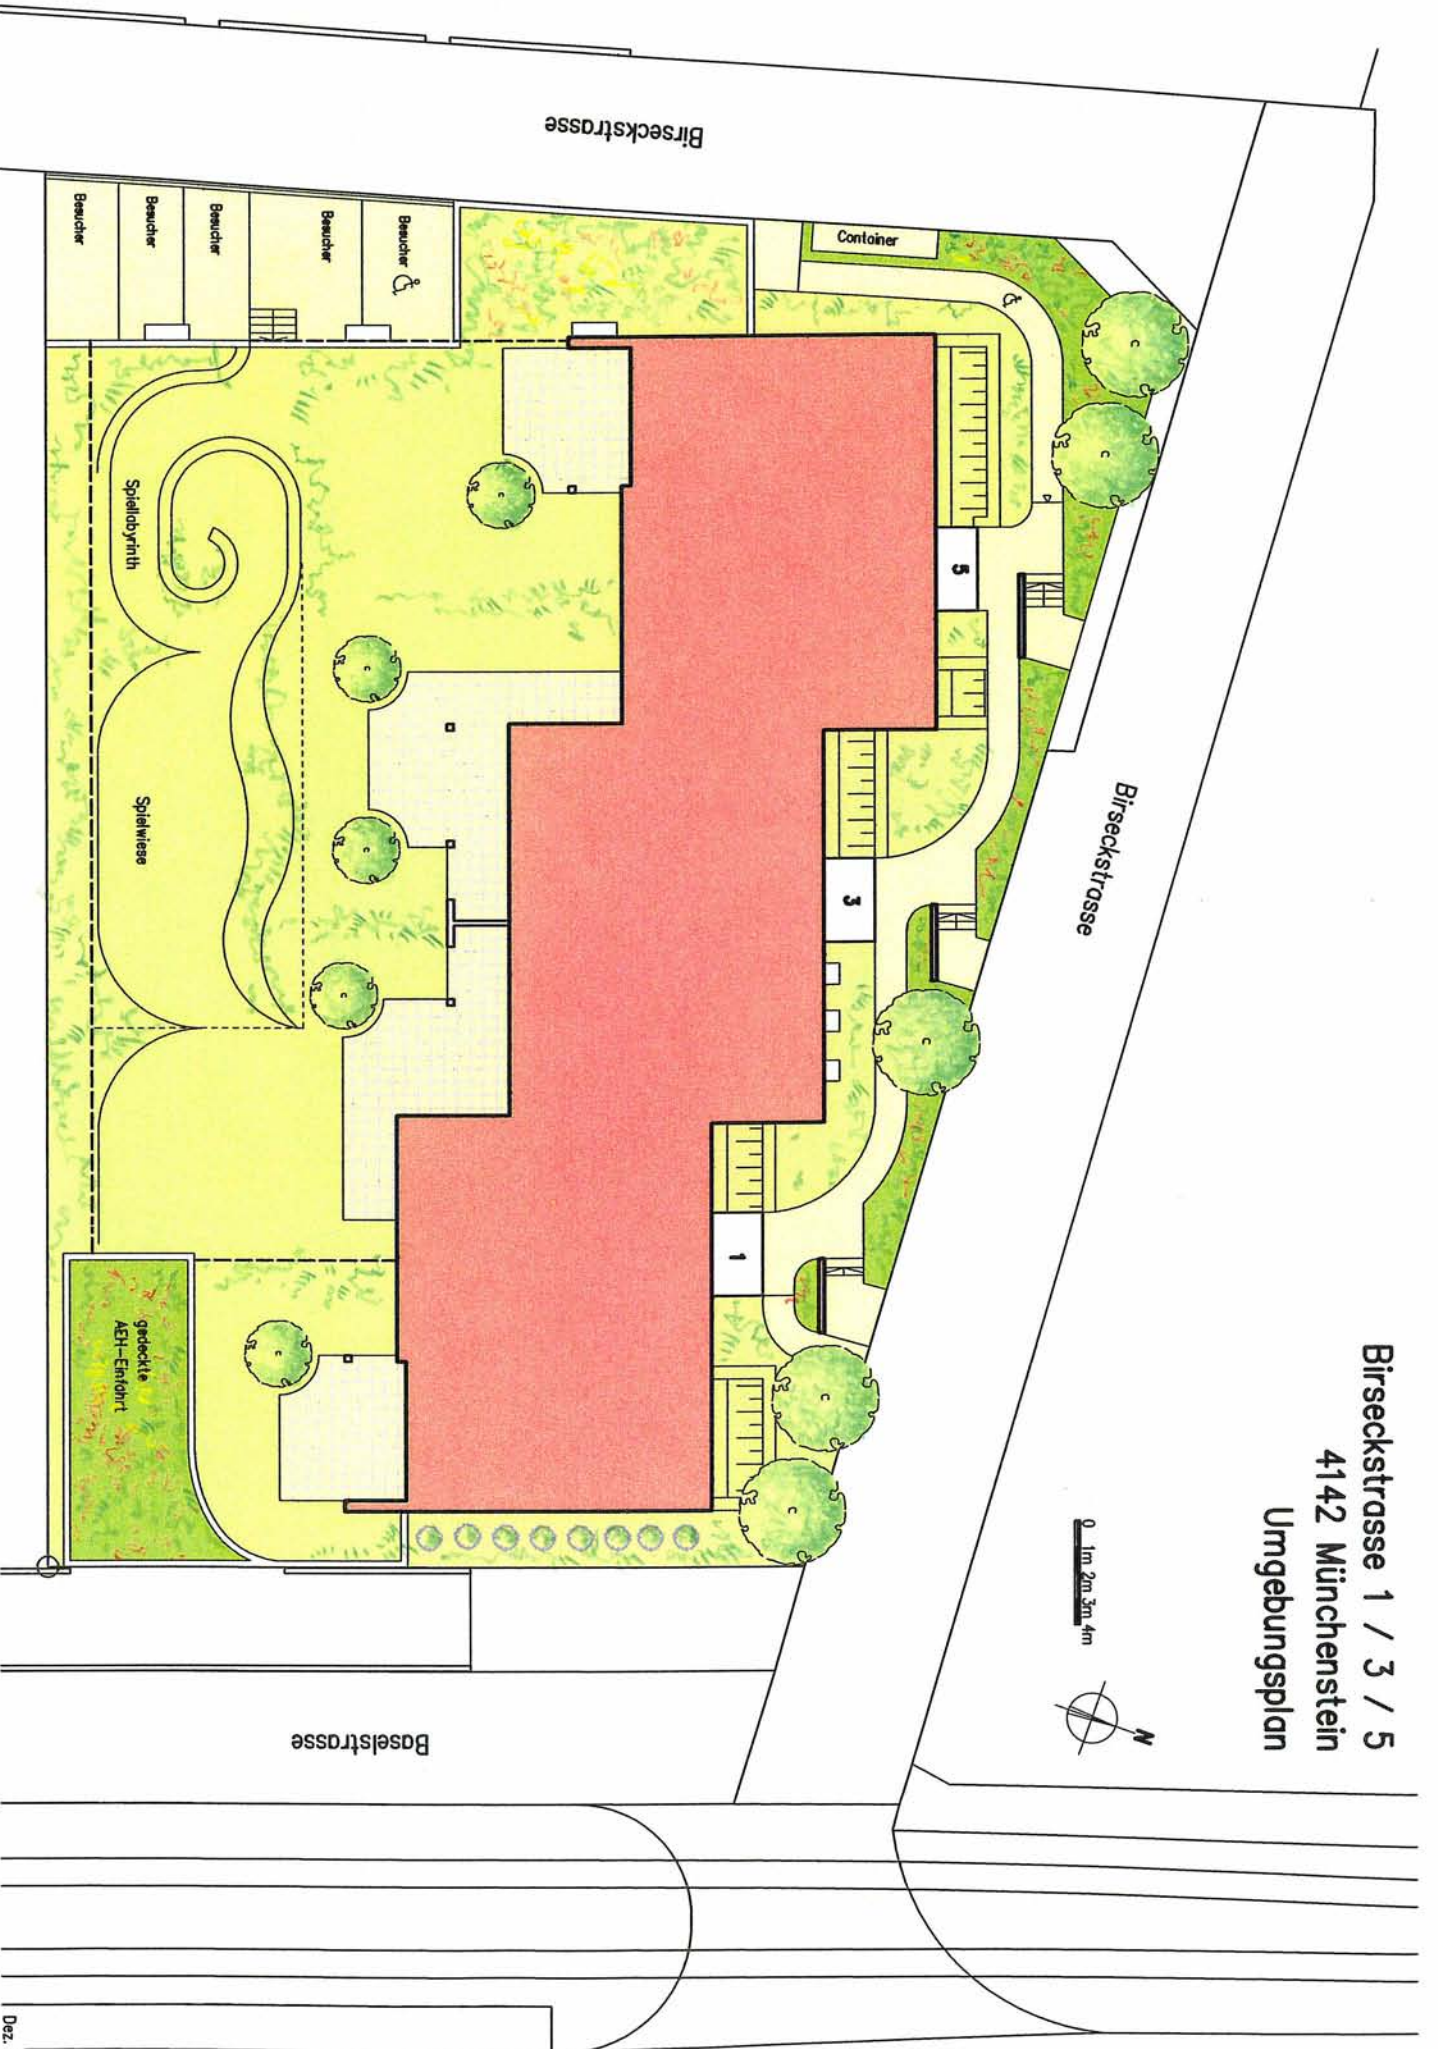 Birseckstrasse 1 / 3 / 5
4142 Münchenstein
Umgebungsplan
0 1m 2m 3m 4m
N
Birseckstrasse
Birseckstrasse
Baselstrasse
Container
Besucher
Besucher
Besucher
Besucher
Besucher
5
3
1
c
c
c
c
c
c
c
c
c
c
Spiellabyrinth
Spielwiese
gedeckte
AEH-Einfahrt
Dez.